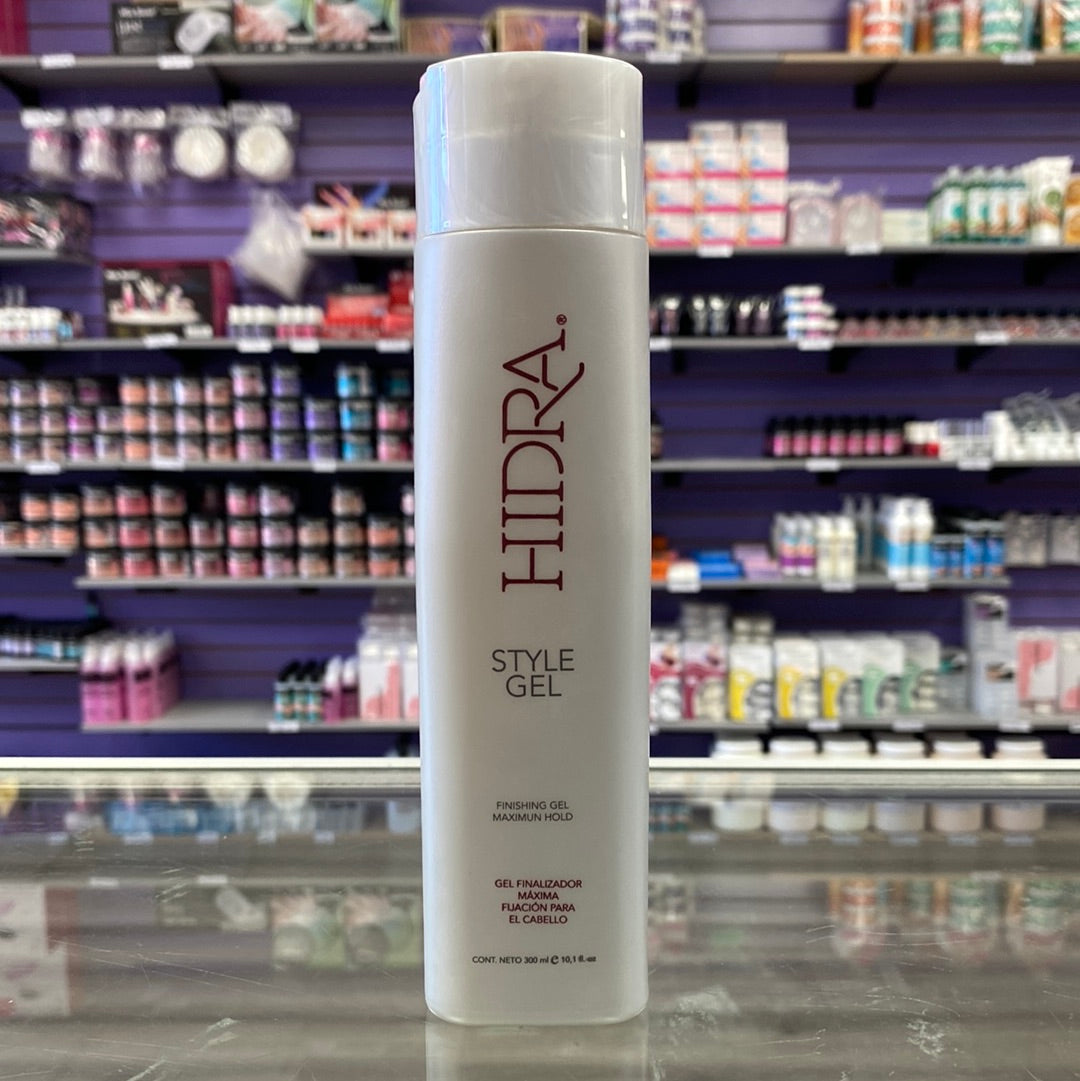 HIDRA®
STYLE
GEL
FINISHING GEL
MAXIMUN HOLD
GEL FINALIZADOR
MÁXIMA
FIJACIÓN PARA
EL CABELLO
CONT. NETO 300 ml ℮ 10,1 fl.oz